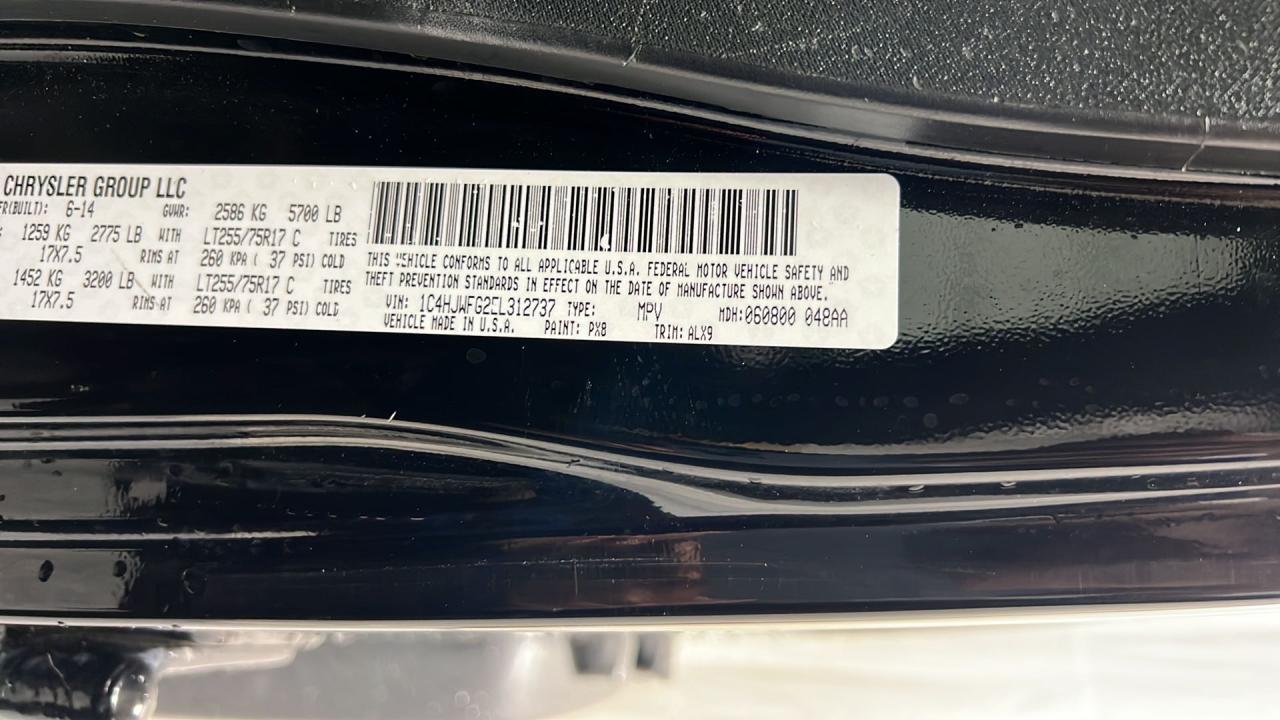 CHRYSLER GROUP LLC
FR(BUILT): 6-14 GVWR: 2586 KG 5700 LB
: 1259 KG 2775 LB WITH LT255/75R17 C TIRES
17X7.5 RIMS AT 260 KPA ( 37 PSI) COLD
1452 KG 3200 LB WITH LT255/75R17 C TIRES
17X7.5 RIMS AT 260 KPA ( 37 PSI) COLD
THIS VEHICLE CONFORMS TO ALL APPLICABLE U.S.A. FEDERAL MOTOR VEHICLE SAFETY AND
THEFT PREVENTION STANDARDS IN EFFECT ON THE DATE OF MANUFACTURE SHOWN ABOVE.
VIN: 1C4HJWFG2EL312737 TYPE: MPV MDH:060800 048AA
VEHICLE MADE IN U.S.A. PAINT: PX8 TRIM: ALX9